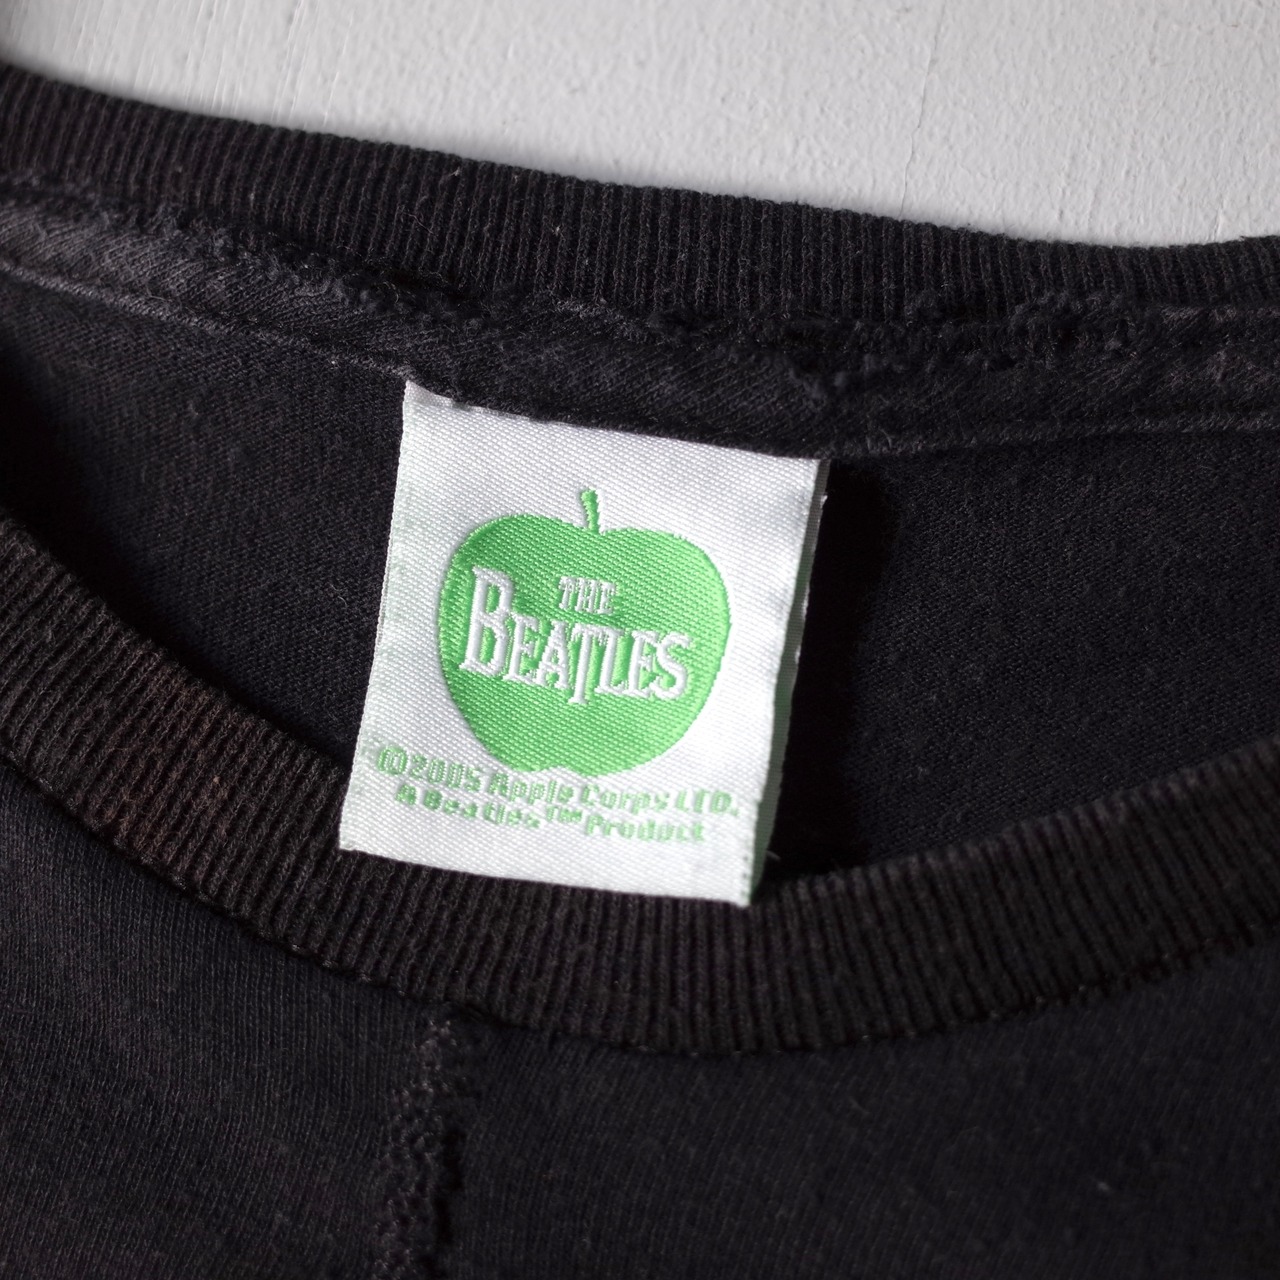 THE
BEATLES
©2005 Apple Corps LTD.
A Beatles™ Product